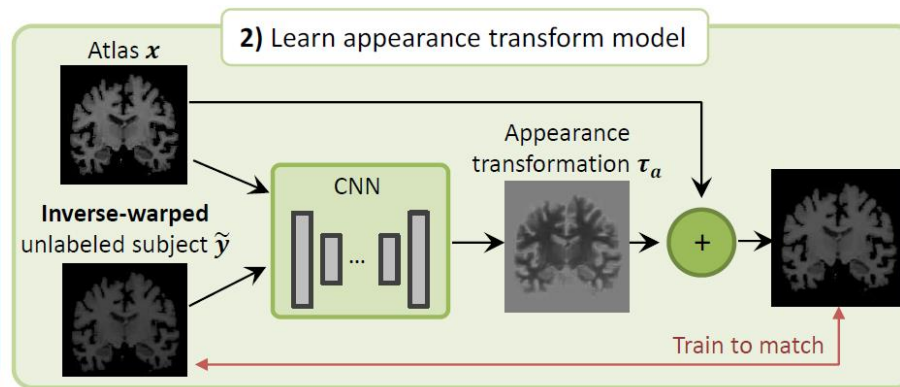 2) Learn appearance transform model
Atlas x
Appearance
transformation τₐ
CNN
Inverse-warped
unlabeled subject ỹ
...
+
Train to match